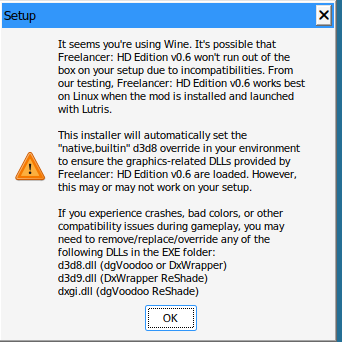 Setup
It seems you're using Wine. It's possible that
Freelancer: HD Edition v0.6 won't run out of the
box on your setup due to incompatibilities. From
our testing, Freelancer: HD Edition v0.6 works best
on Linux when the mod is installed and launched
with Lutris.
This installer will automatically set the
"native,builtin" d3d8 override in your environment
to ensure the graphics-related DLLs provided by
Freelancer: HD Edition v0.6 are loaded. However,
this may or may not work on your setup.
If you experience crashes, bad colors, or other
compatibility issues during gameplay, you may
need to remove/replace/override any of the
following DLLs in the EXE folder:
d3d8.dll (dgVoodoo or DxWrapper)
d3d9.dll (DxWrapper ReShade)
dxgi.dll (dgVoodoo ReShade)
OK